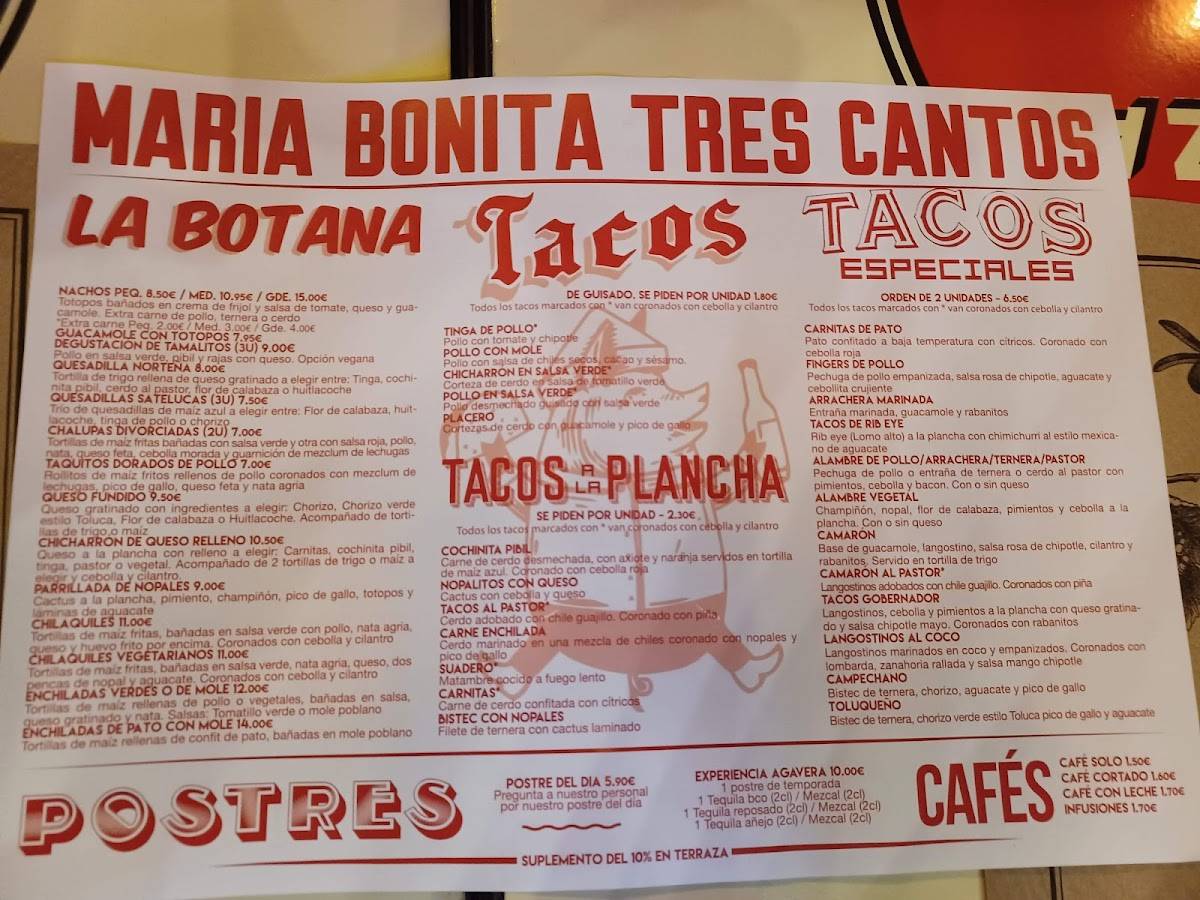 MARIA BONITA TRES CANTOS
LA BOTANA
NACHOS PEQ. 8.50€ / MED. 10.95€ / GDE. 15.00€
Totopos bañados en crema de frijol y salsa de tomate, queso y gua-
camole. Extra carne de pollo, ternera o cerdo
*Extra carne Peq. 2.00€ / Med. 3.00€ / Gde. 4.00€
GUACAMOLE CON TOTOPOS 7.95€
DEGUSTACION DE TAMALITOS (3U) 9.00€
Pollo en salsa verde, pibil y rajas con queso. Opción vegana
QUESADILLA NORTEÑA 8.00€
Tortilla de trigo rellena de queso gratinado a elegir entre: Tinga, cochi-
nita pibil, cerdo al pastor, flor de calabaza o huitlacoche
QUESADILLAS SATELUCAS (3U) 7.50€
Trio de quesadillas de maíz azul a elegir entre: Flor de calabaza, huit-
lacoche, tinga de pollo o chorizo
CHALUPAS DIVORCIADAS (2U) 7.00€
Tortillas de maíz fritas bañadas con salsa verde y otra con salsa roja, pollo,
nata, queso feta, cebolla morada y guarnición de mezclum de lechugas
TAQUITOS DORADOS DE POLLO 7.00€
Rollitos de maíz fritos rellenos de pollo coronados con mezclum de
lechugas, pico de gallo, queso feta y nata agria
QUESO FUNDIDO 9.50€
Queso gratinado con ingredientes a elegir: Chorizo, Chorizo verde
estilo Toluca, Flor de calabaza o Huitlacoche. Acompañado de torti-
llas de trigo o maíz
CHICHARRON DE QUESO RELLENO 10.50€
Queso a la plancha con relleno a elegir: Carnitas, cochinita pibil,
tinga, pastor o vegetal. Acompañado de 2 tortillas de trigo o maíz a
elegir y cebolla y cilantro.
PARRILLADA DE NOPALES 9.00€
Cactus a la plancha, pimiento, champiñón, pico de gallo, totopos y
láminas de aguacate
CHILAQUILES 11.00€
Tortillas de maíz fritas, bañadas en salsa verde con pollo, nata agria,
queso y huevo frito por encima. Coronados con cebolla y cilantro
CHILAQUILES VEGETARIANOS 11.00€
Tortillas de maíz fritas, bañadas en salsa verde, nata agria, queso, dos
pencas de nopal y aguacate. Coronados con cebolla y cilantro
ENCHILADAS VERDES O DE MOLE 12.00€
Tortillas de maíz rellenas de pollo o vegetales, bañadas en salsa,
queso gratinado y nata. Salsas: Tomatillo verde o mole poblano
ENCHILADAS DE PATO CON MOLE 14.00€
Tortillas de maíz rellenas de confit de pato, bañadas en mole poblano
Tacos
DE GUISADO. SE PIDEN POR UNIDAD 1.80€
Todos los tacos marcados con * van coronados con cebolla y cilantro
TINGA DE POLLO*
Pollo con tomate y chipotle
POLLO CON MOLE
Pollo con salsa de chiles secos, cacao y sésamo.
CHICHARRON EN SALSA VERDE*
Corteza de cerdo en salsa de tomatillo verde
POLLO EN SALSA VERDE*
Pollo desmechado guisado con salsa verde
PLACERO
Cortezas de cerdo con guacamole y pico de gallo
TACOS A LA PLANCHA
SE PIDEN POR UNIDAD - 2.30€
Todos los tacos marcados con * van coronados con cebolla y cilantro
COCHINITA PIBIL
Carne de cerdo desmechada, con axiote y naranja servidos en tortilla
de maíz azul. Coronado con cebolla roja
NOPALITOS CON QUESO
Cactus con cebolla y queso
TACOS AL PASTOR*
Cerdo adobado con chile guajillo. Coronado con piña
CARNE ENCHILADA
Cerdo marinado en una mezcla de chiles coronado con nopales y
pico de gallo
SUADERO*
Matambre cocido a fuego lento
CARNITAS*
Carne de cerdo confitada con cítricos
BISTEC CON NOPALES
Filete de ternera con cactus laminado
TACOS
ESPECIALES
ORDEN DE 2 UNIDADES - 6.50€
Todos los tacos marcados con * van coronados con cebolla y cilantro
CARNITAS DE PATO
Pato confitado a baja temperatura con cítricos. Coronado con
cebolla roja
FINGERS DE POLLO
Pechuga de pollo empanizada, salsa rosa de chipotle, aguacate y
cebollita crujiente
ARRACHERA MARINADA
Entraña marinada, guacamole y rabanitos
TACOS DE RIB EYE
Rib eye (Lomo alto) a la plancha con chimichurri al estilo mexica-
no de aguacate
ALAMBRE DE POLLO/ARRACHERA/TERNERA/PASTOR
Pechuga de pollo o entraña de ternera o cerdo al pastor con
pimientos, cebolla y bacon. Con o sin queso
ALAMBRE VEGETAL
Champiñón, nopal, flor de calabaza, pimientos y cebolla a la
plancha. Con o sin queso
CAMARÓN
Base de guacamole, langostino, salsa rosa de chipotle, cilantro y
rabanitos. Servido en tortilla de trigo
CAMARÓN AL PASTOR*
Langostinos adobados con chile guajillo. Coronados con piña
TACOS GOBERNADOR
Langostinos, cebolla y pimientos a la plancha con queso gratina-
do y salsa chipotle mayo. Coronados con rabanitos
LANGOSTINOS AL COCO
Langostinos marinados en coco y empanizados. Coronados con
lombarda, zanahoria rallada y salsa mango chipotle
CAMPECHANO
Bistec de ternera, chorizo, aguacate y pico de gallo
TOLUQUEÑO
Bistec de ternera, chorizo verde estilo Toluca pico de gallo y aguacate
POSTRES
POSTRE DEL DIA 5.90€
Pregunta a nuestro personal
por nuestro postre del día
EXPERIENCIA AGAVERA 10.00€
1 postre de temporada
1 Tequila bco (2cl) / Mezcal (2cl)
1 Tequila reposado (2cl) / Mezcal (2cl)
1 Tequila añejo (2cl) / Mezcal (2cl)
CAFÉS
CAFÉ SOLO 1.50€
CAFÉ CORTADO 1.60€
CAFÉ CON LECHE 1.70€
INFUSIONES 1.70€
SUPLEMENTO DEL 10% EN TERRAZA